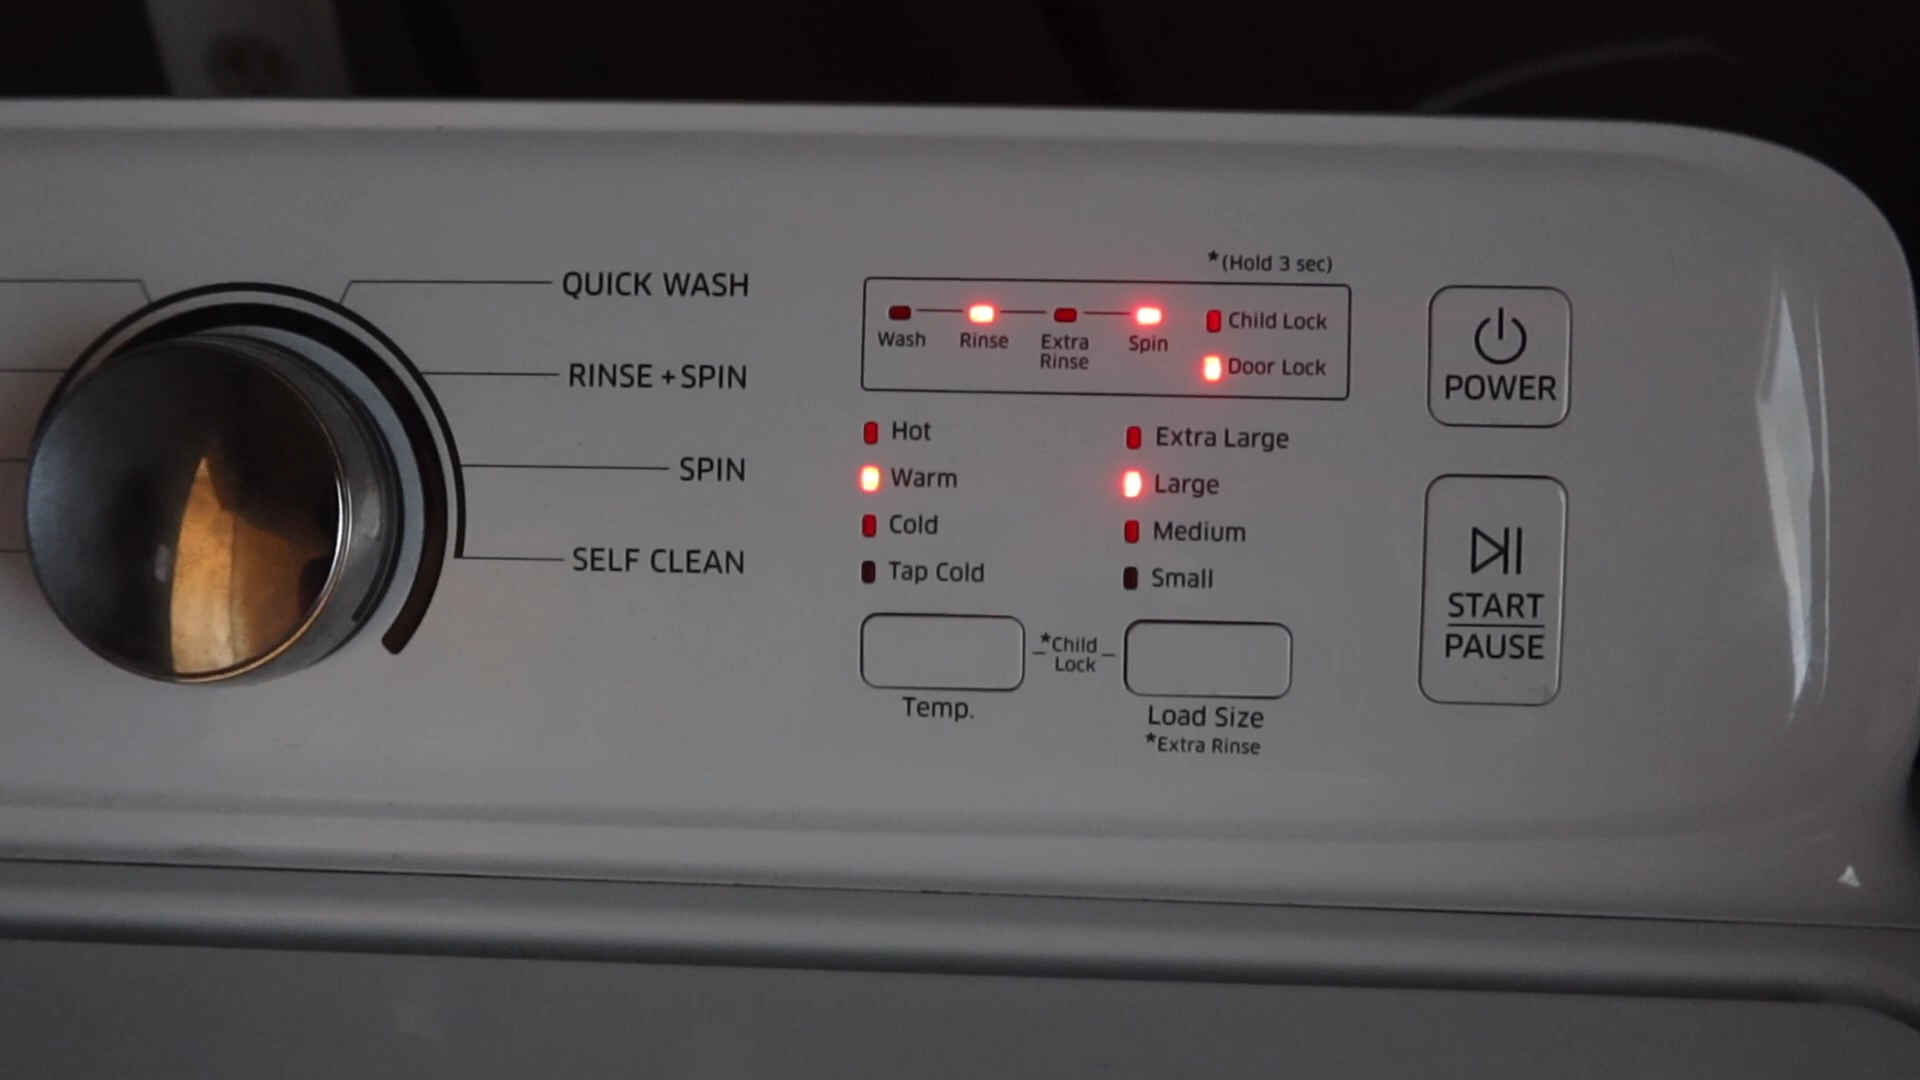 QUICK WASH
RINSE + SPIN
SPIN
SELF CLEAN
*(Hold 3 sec)
Wash
Rinse
Extra
Rinse
Spin
Child Lock
Door Lock
Hot
Warm
Cold
Tap Cold
Temp.
*Child
Lock
Extra Large
Large
Medium
Small
Load Size
*Extra Rinse
POWER
START
PAUSE